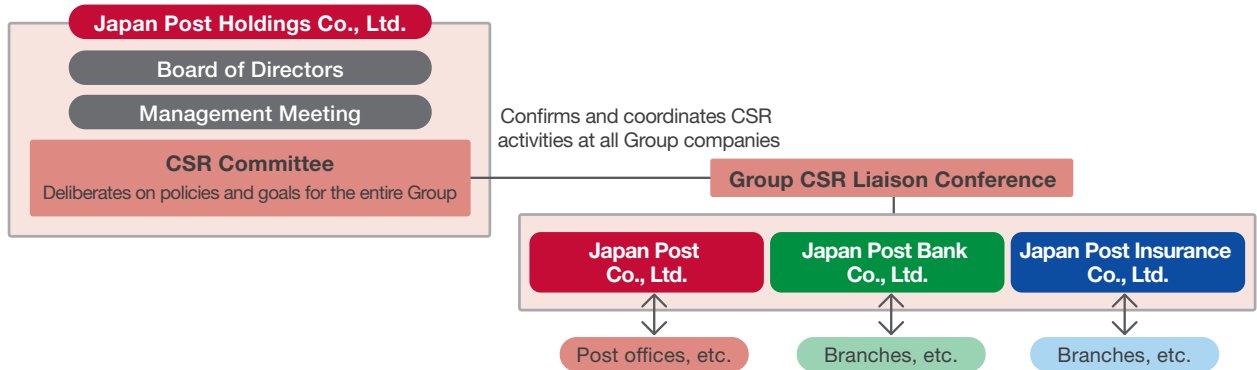 Japan Post Holdings Co., Ltd.
Board of Directors
Management Meeting
CSR Committee
Deliberates on policies and goals for the entire Group
Confirms and coordinates CSR
activities at all Group companies
Group CSR Liaison Conference
Japan Post
Co., Ltd.
Japan Post Bank
Co., Ltd.
Japan Post Insurance
Co., Ltd.
Post offices, etc.
Branches, etc.
Branches, etc.